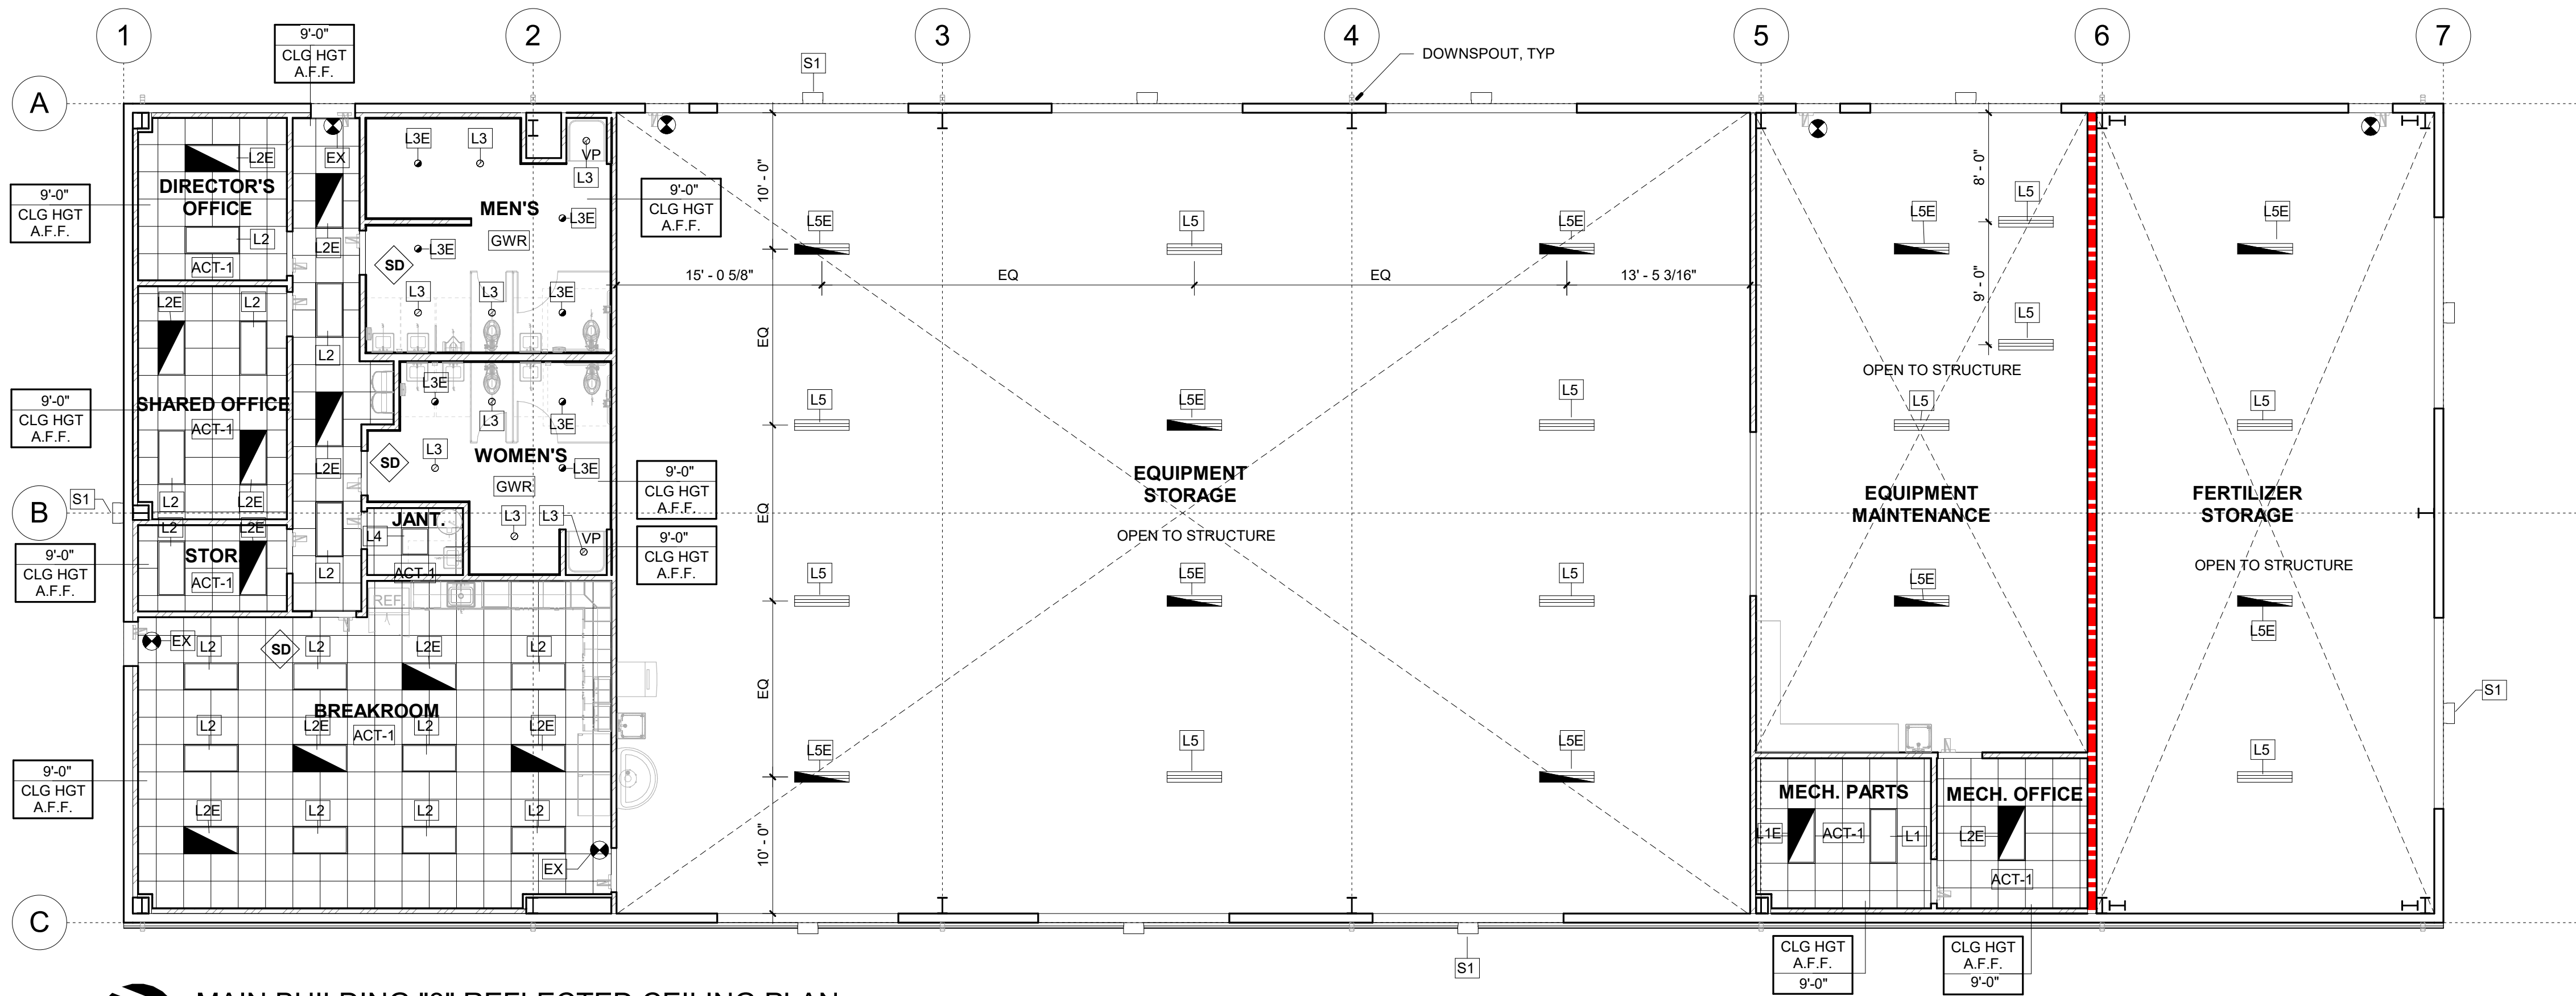 1
2
3
4
5
6
7
9'-0"
CLG HGT
A.F.F.
S1
DOWNSPOUT, TYP
A
EX
L2E
L3E
L3
VP
L3
DIRECTOR'S
OFFICE
9'-0"
CLG HGT
A.F.F.
MEN'S
L3E
9'-0"
CLG HGT
A.F.F.
10' - 0"
L2
L2E
L3E
GWR
ACT-1
SD
L5E
L5
L5E
L5E
8' - 0"
L5
L5E
15' - 0 5/8"
EQ
EQ
13' - 5 3/16"
9' - 0"
L2E
L2
L3
L3
L3E
L5
EQ
L2
OPEN TO STRUCTURE
9'-0"
CLG HGT
A.F.F.
SHARED OFFICE
ACT-1
L3E
L3
L3E
L5
L5E
L5
L5
L5
L2E
L3
WOMEN'S
L3E
SD
GWR
9'-0"
CLG HGT
A.F.F.
EQUIPMENT
STORAGE
OPEN TO STRUCTURE
EQUIPMENT
MAINTENANCE
FERTILIZER
STORAGE
OPEN TO STRUCTURE
L2
L2E
S1
B
EQ
L2
L2E
JANT.
L3
L3
L4
VP
9'-0"
CLG HGT
A.F.F.
9'-0"
CLG HGT
A.F.F.
STOR.
ACT-1
L2
ACT-1
L5
L5E
L5
L5E
L5E
REF.
EX
L2
SD
L2
L2E
L2
EQ
BREAKROOM
L2
L2E
L2
L2E
ACT-1
L5E
L5
L5E
L5
S1
9'-0"
CLG HGT
A.F.F.
L2E
L2
L2
L2
10' - 0"
EX
MECH. PARTS
MECH. OFFICE
L1E
ACT-1
L1
L2E
ACT-1
C
S1
CLG HGT
A.F.F.
9'-0"
CLG HGT
A.F.F.
9'-0"